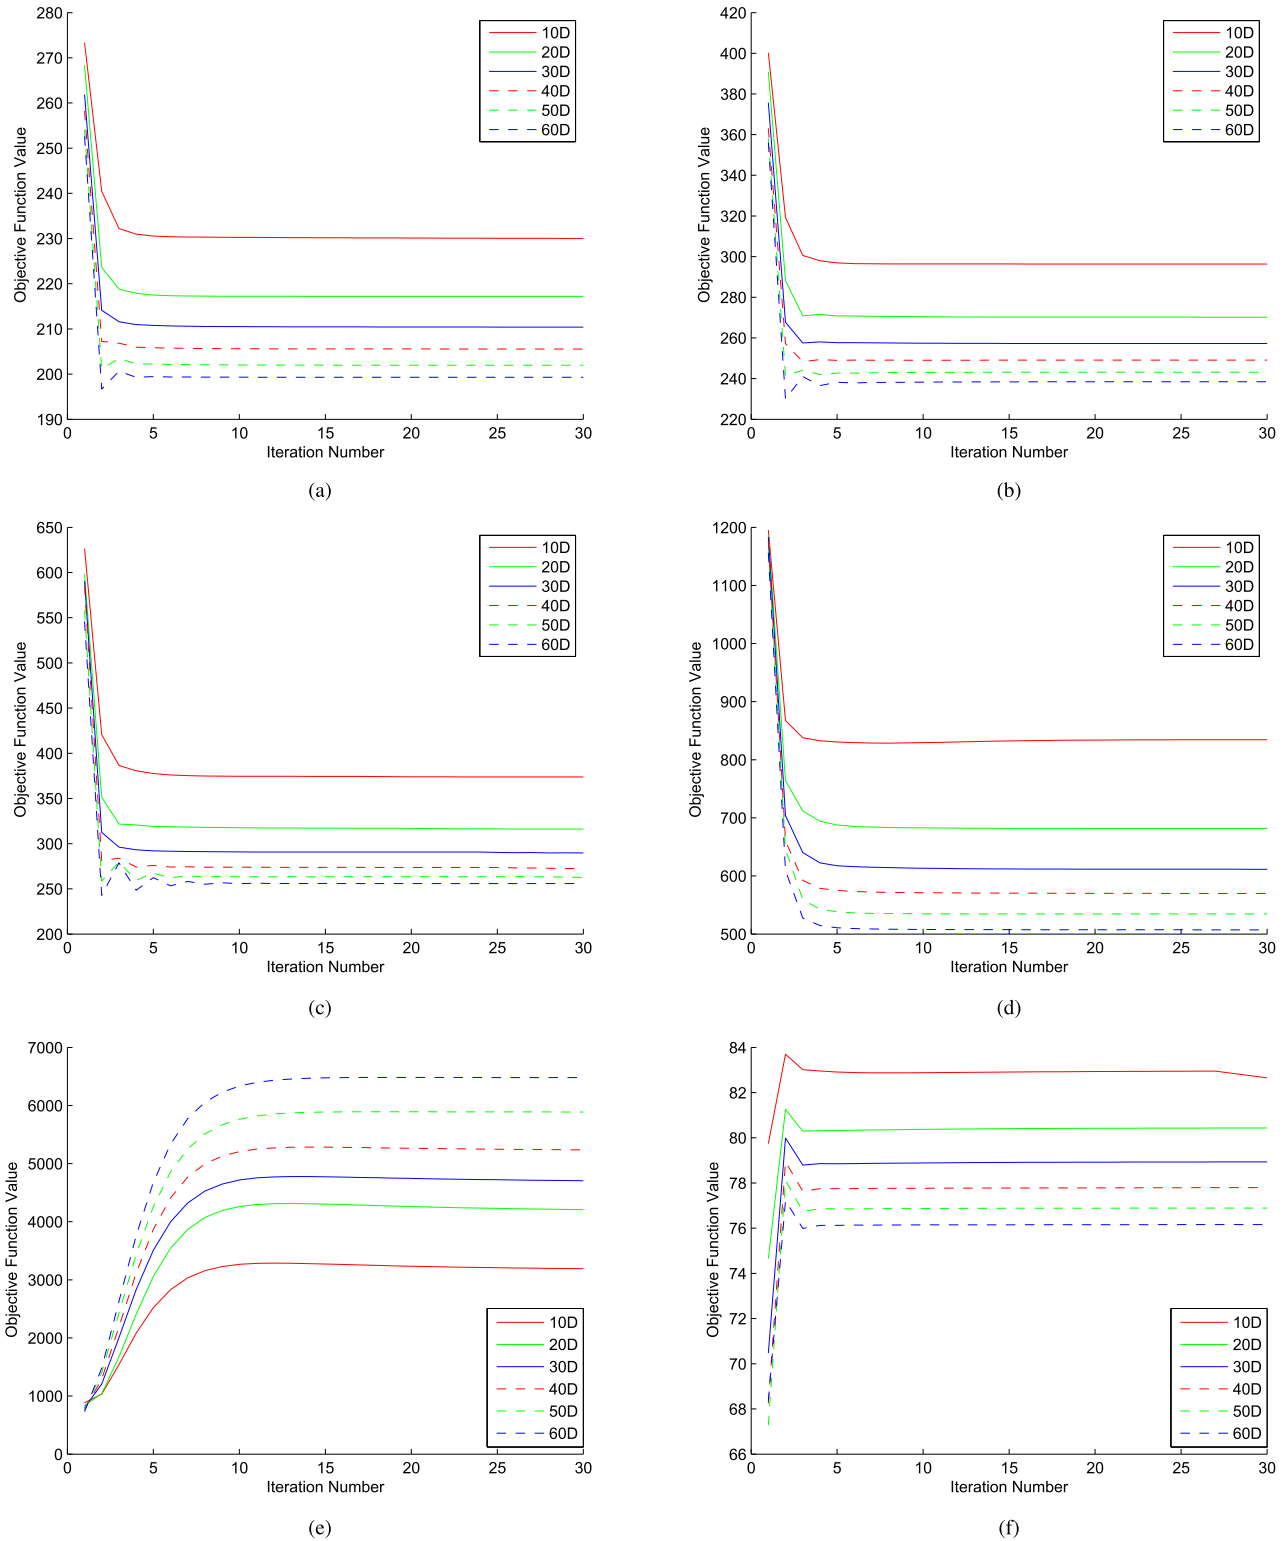 280
270
260
250
240
230
220
210
200
190
0 5 10 15 20 25 30
Objective Function Value
Iteration Number
10D
20D
30D
40D
50D
60D
(a)
420
400
380
360
340
320
300
280
260
240
220
0 5 10 15 20 25 30
Objective Function Value
Iteration Number
10D
20D
30D
40D
50D
60D
(b)
650
600
550
500
450
400
350
300
250
200
0 5 10 15 20 25 30
Objective Function Value
Iteration Number
10D
20D
30D
40D
50D
60D
(c)
1200
1100
1000
900
800
700
600
500
0 5 10 15 20 25 30
Objective Function Value
Iteration Number
10D
20D
30D
40D
50D
60D
(d)
7000
6000
5000
4000
3000
2000
1000
0
0 5 10 15 20 25 30
Objective Function Value
Iteration Number
10D
20D
30D
40D
50D
60D
(e)
84
82
80
78
76
74
72
70
68
66
0 5 10 15 20 25 30
Objective Function Value
Iteration Number
10D
20D
30D
40D
50D
60D
(f)